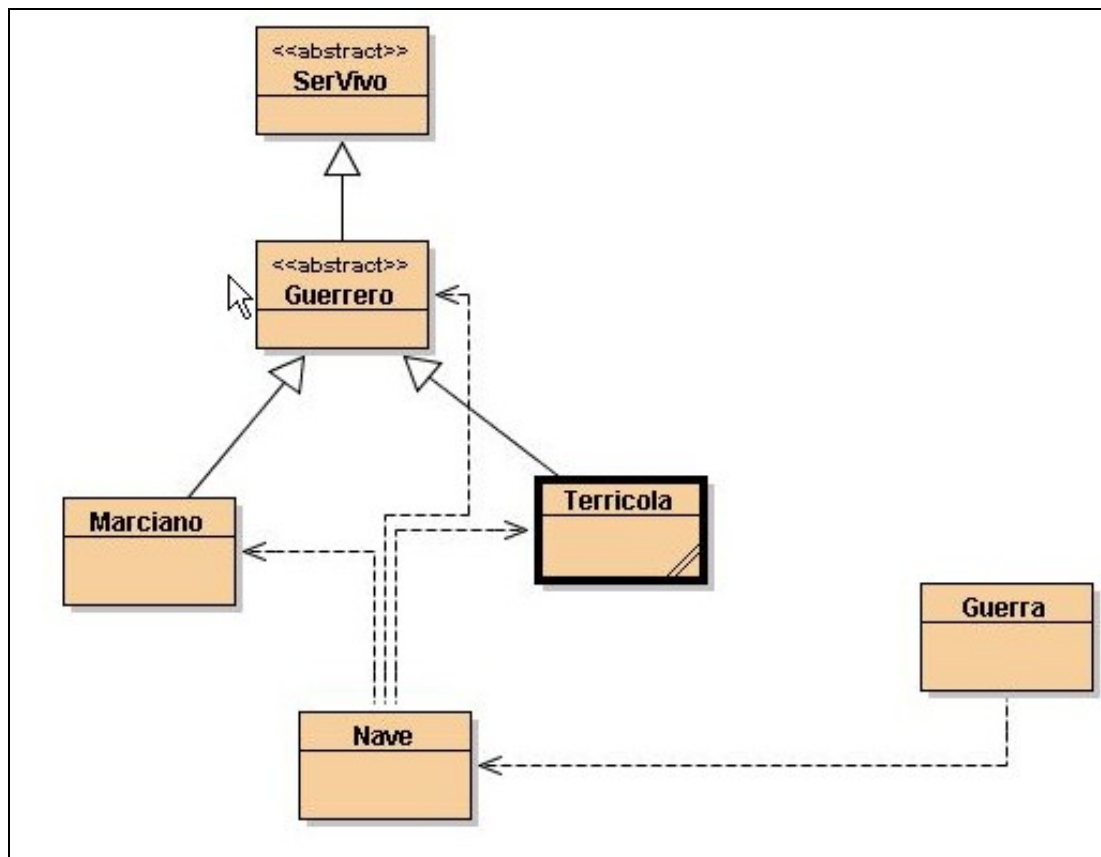 <<abstract>>
SerVivo
<<abstract>>
Guerrero
Marciano
Terricola
Guerra
Nave